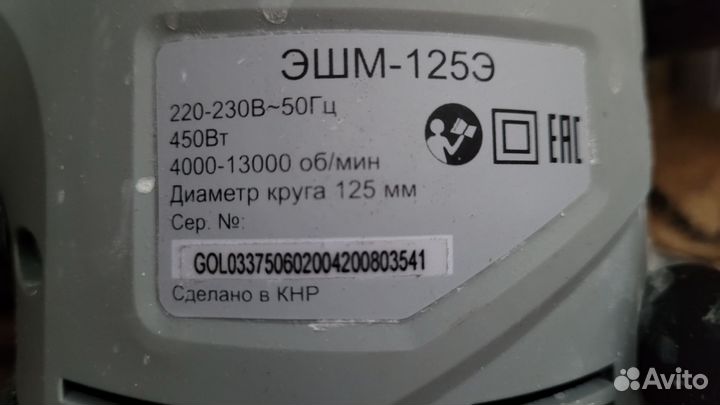 ЭШМ-125Э
220-230В~50Гц
450Вт
4000-13000 об/мин
Диаметр круга 125 мм
Сер. №:
GOL033750602004200803541
Сделано в КНР
EAC
Avito